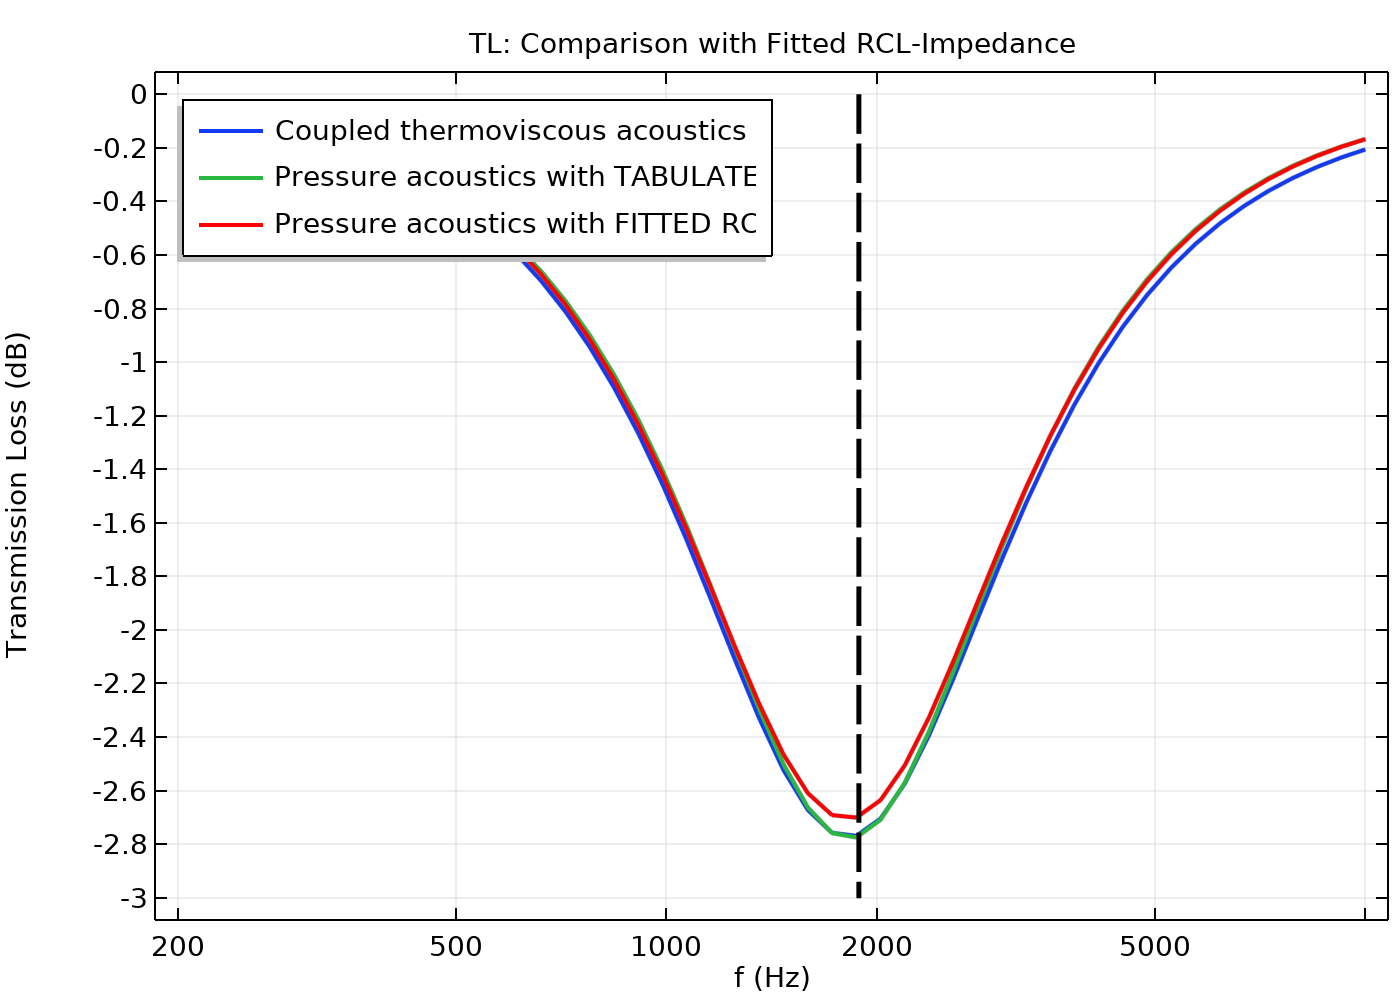 TL: Comparison with Fitted RCL-Impedance
Coupled thermoviscous acoustics
Pressure acoustics with TABULATE
Pressure acoustics with FITTED RC
Transmission Loss (dB)
0
-0.2
-0.4
-0.6
-0.8
-1
-1.2
-1.4
-1.6
-1.8
-2
-2.2
-2.4
-2.6
-2.8
-3
200 500 1000 2000 5000
f (Hz)